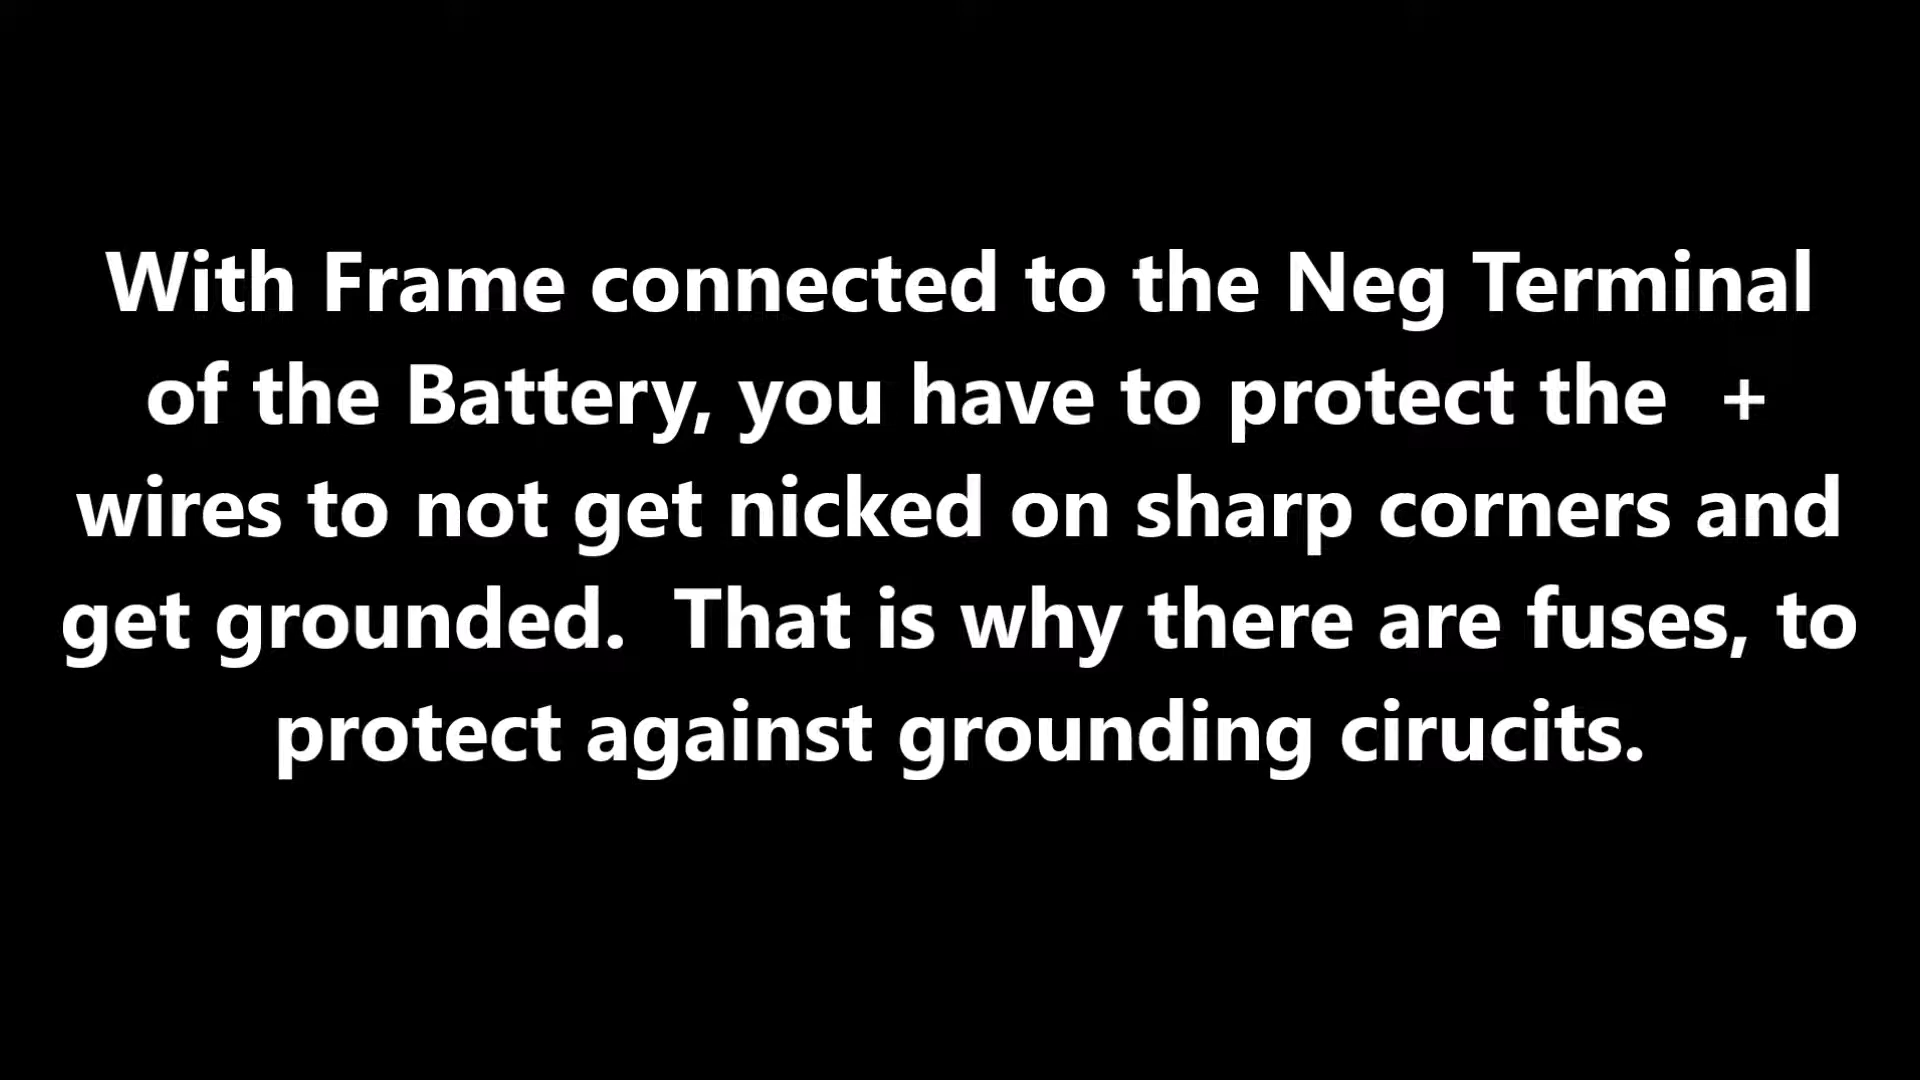 With Frame connected to the Neg Terminal
of the Battery, you have to protect the  +
wires to not get nicked on sharp corners and
get grounded.  That is why there are fuses, to
protect against grounding cirucits.